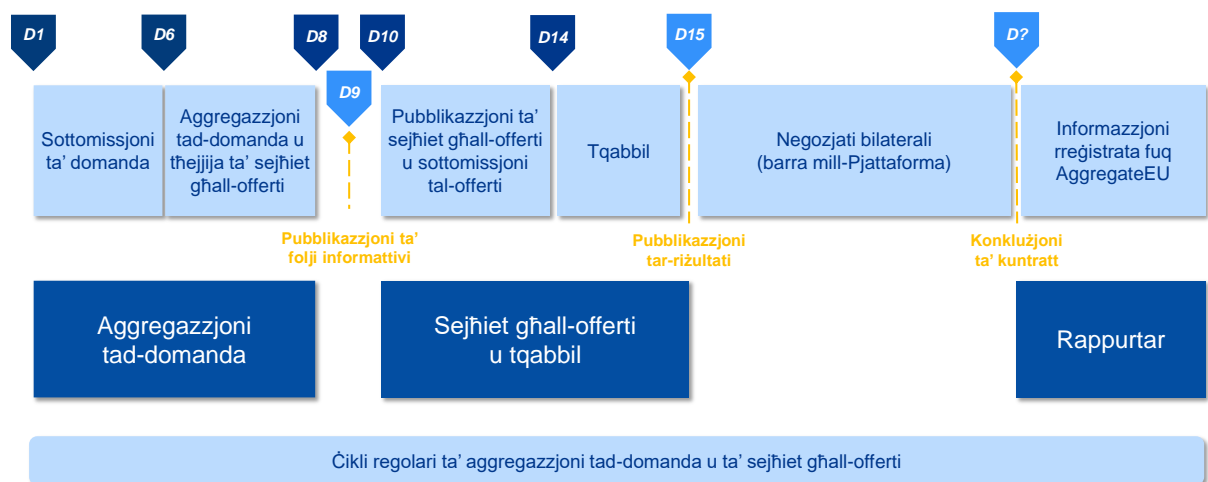 D1
D6
D8
D9
D10
D14
D15
D?
Sottomissjoni
ta' domanda
Aggregazzjoni
tad-domanda u
tħejjija ta' sejħiet
għall-offerti
Pubblikazzjoni ta'
sejħiet għall-offerti
u sottomissjoni
tal-offerti
Tqabbil
Negozjati bilaterali
(barra mill-Pjattaforma)
Informazzjoni
rreġistrata fuq
AggregateEU
Pubblikazzjoni ta'
folji informattivi
Pubblikazzjoni
tar-riżultati
Konklużjoni
ta' kuntratt
Aggregazzjoni
tad-domanda
Sejħiet għall-offerti
u tqabbil
Rappurtar
Ċikli regolari ta' aggregazzjoni tad-domanda u ta' sejħiet għall-offerti